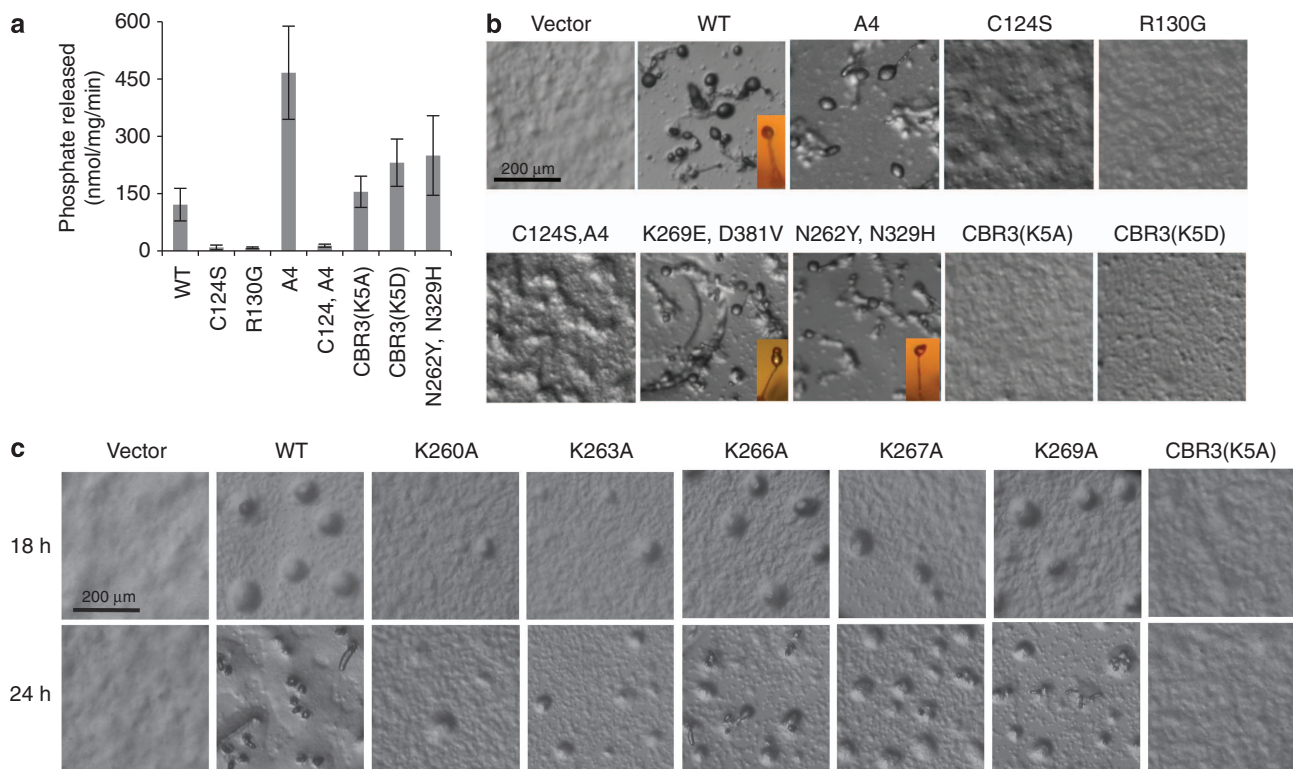 a
Phosphate released
(nmol/mg/min)
600
450
300
150
0
WT
C124S
R130G
A4
C124, A4
CBR3(K5A)
CBR3(K5D)
N262Y, N329H
b
Vector WT A4 C124S R130G
200 μm
C124S,A4 K269E, D381V N262Y, N329H CBR3(K5A) CBR3(K5D)
c
Vector WT K260A K263A K266A K267A K269A CBR3(K5A)
18 h
200 μm
24 h